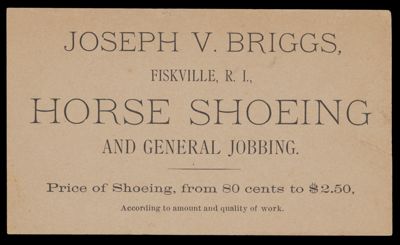 JOSEPH V. BRIGGS,
FISKVILLE, R. I.,
HORSE SHOEING
AND GENERAL JOBBING.
Price of Shoeing, from 80 cents to $2.50,
According to amount and quality of work.